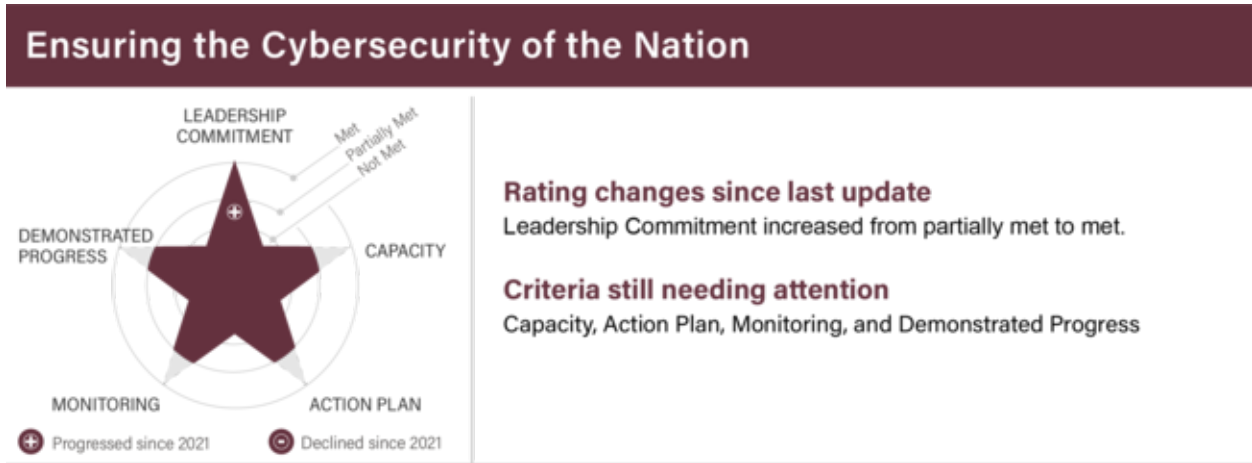 Ensuring the Cybersecurity of the Nation
LEADERSHIP
COMMITMENT
Met
Partially Met
Not Met
DEMONSTRATED
PROGRESS
CAPACITY
MONITORING
ACTION PLAN
Progressed since 2021
Declined since 2021
Rating changes since last update
Leadership Commitment increased from partially met to met.
Criteria still needing attention
Capacity, Action Plan, Monitoring, and Demonstrated Progress